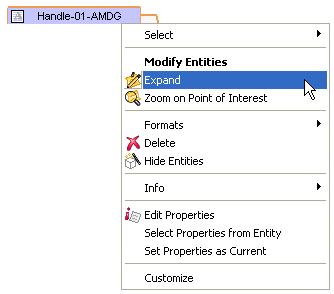 Handle-01-AMDG
Select
Modify Entities
Expand
Zoom on Point of Interest
Formats
Delete
Hide Entities
Info
Edit Properties
Select Properties from Entity
Set Properties as Current
Customize